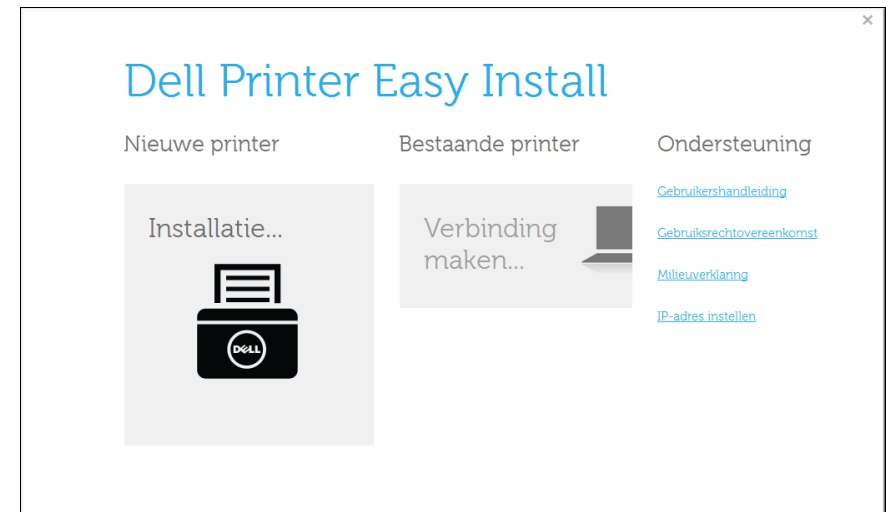 ×
Dell Printer Easy Install
Nieuwe printer
Bestaande printer
Ondersteuning
Installatie...
DELL
Verbinding
maken...
Gebruikershandleiding
Gebruiksrechtovereenkomst
Milieuverklaring
IP-adres instellen